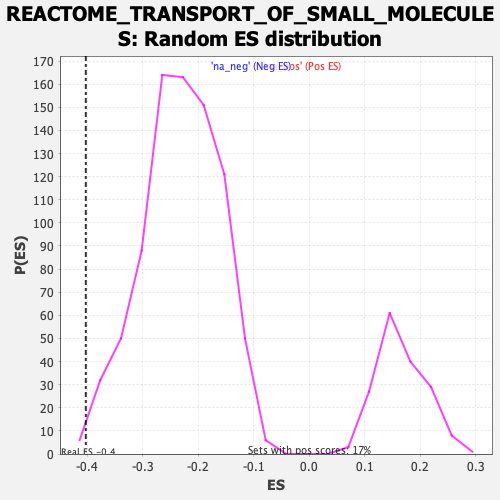 REACTOME_TRANSPORT_OF_SMALL_MOLECULE
S: Random ES distribution
'na_neg' (Neg ES)os' (Pos ES)
170
160
150
140
130
120
110
100
90
80
70
60
50
40
30
20
10
0
P(ES)
Real ES -0.4
Sets with pos scores: 17%
-0.4 -0.3 -0.2 -0.1 0.0 0.1 0.2 0.3
ES